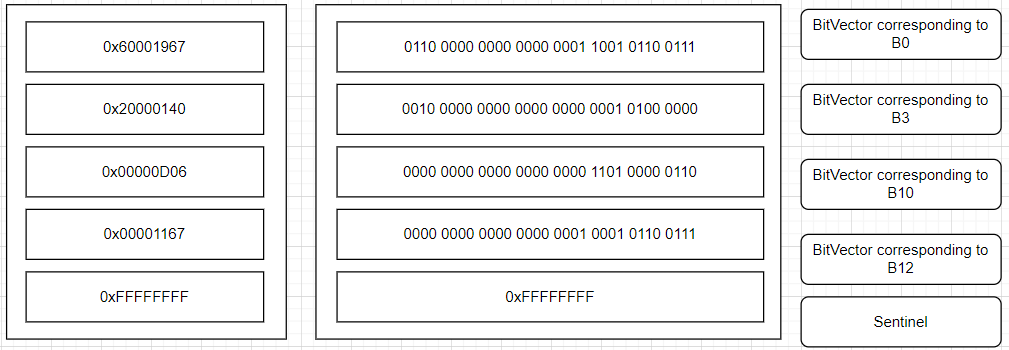 0x60001967
0110 0000 0000 0000 0001 1001 0110 0111
BitVector corresponding to
B0
0x20000140
0010 0000 0000 0000 0000 0001 0100 0000
BitVector corresponding to
B3
0x00000D06
0000 0000 0000 0000 0000 1101 0000 0110
BitVector corresponding to
B10
0x00001167
0000 0000 0000 0000 0001 0001 0110 0111
BitVector corresponding to
B12
0xFFFFFFFF
0xFFFFFFFF
Sentinel